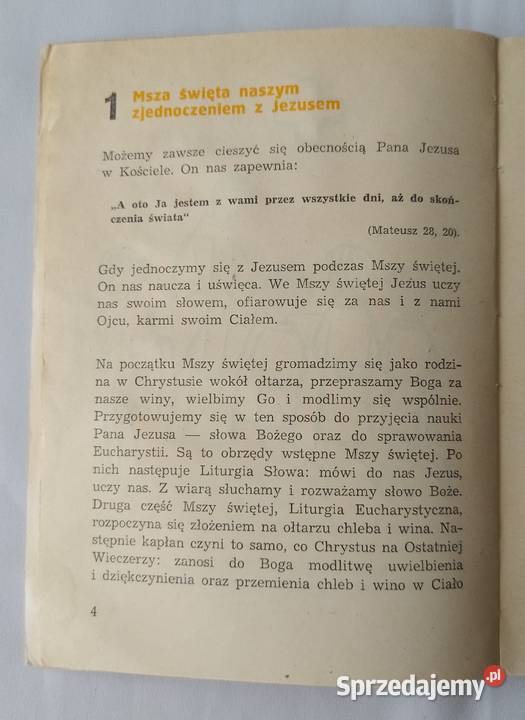 1 Msza święta naszym
zjednoczeniem z Jezusem
Możemy zawsze cieszyć się obecnością Pana Jezusa
w Kościele. On nas zapewnia:
„A oto Ja jestem z wami przez wszystkie dni, aż do skoń-
czenia świata“
(Mateusz 28, 20).
Gdy jednoczymy się z Jezusem podczas Mszy świętej,
On nas naucza i uświęca. We Mszy świętej Jezus uczy
nas swoim słowem, ofiarowuje się za nas i z nami
Ojcu, karmi swoim Ciałem.
Na początku Mszy świętej gromadzimy się jako rodzi-
na w Chrystusie wokół ołtarza, przepraszamy Boga za
nasze winy, wielbimy Go i modlimy się wspólnie.
Przygotowujemy się w ten sposób do przyjęcia nauki
Pana Jezusa — słowa Bożego oraz do sprawowania
Eucharystii. Są to obrzędy wstępne Mszy świętej. Po
nich następuje Liturgia Słowa: mówi do nas Jezus,
uczy nas. Z wiarą słuchamy i rozważamy słowo Boże.
Druga część Mszy świętej, Liturgia Eucharystyczna,
rozpoczyna się złożeniem na ołtarzu chleba i wina. Na-
stępnie kapłan czyni to samo, co Chrystus na Ostatniej
Wieczerzy: zanosi do Boga modlitwę uwielbienia
i dziękczynienia oraz przemienia chleb i wino w Ciało
4
Sprzedajemy.pl